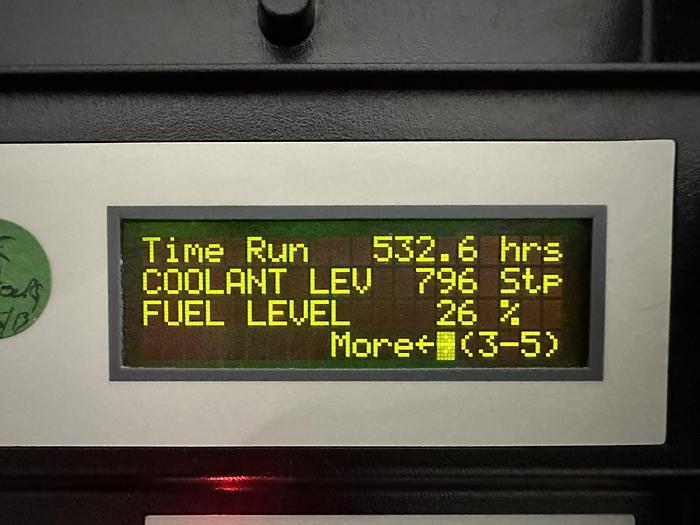 Time Run 532.6 hrs
COOLANT LEV 796 Stp
FUEL LEVEL 26 %
More←█(3-5)